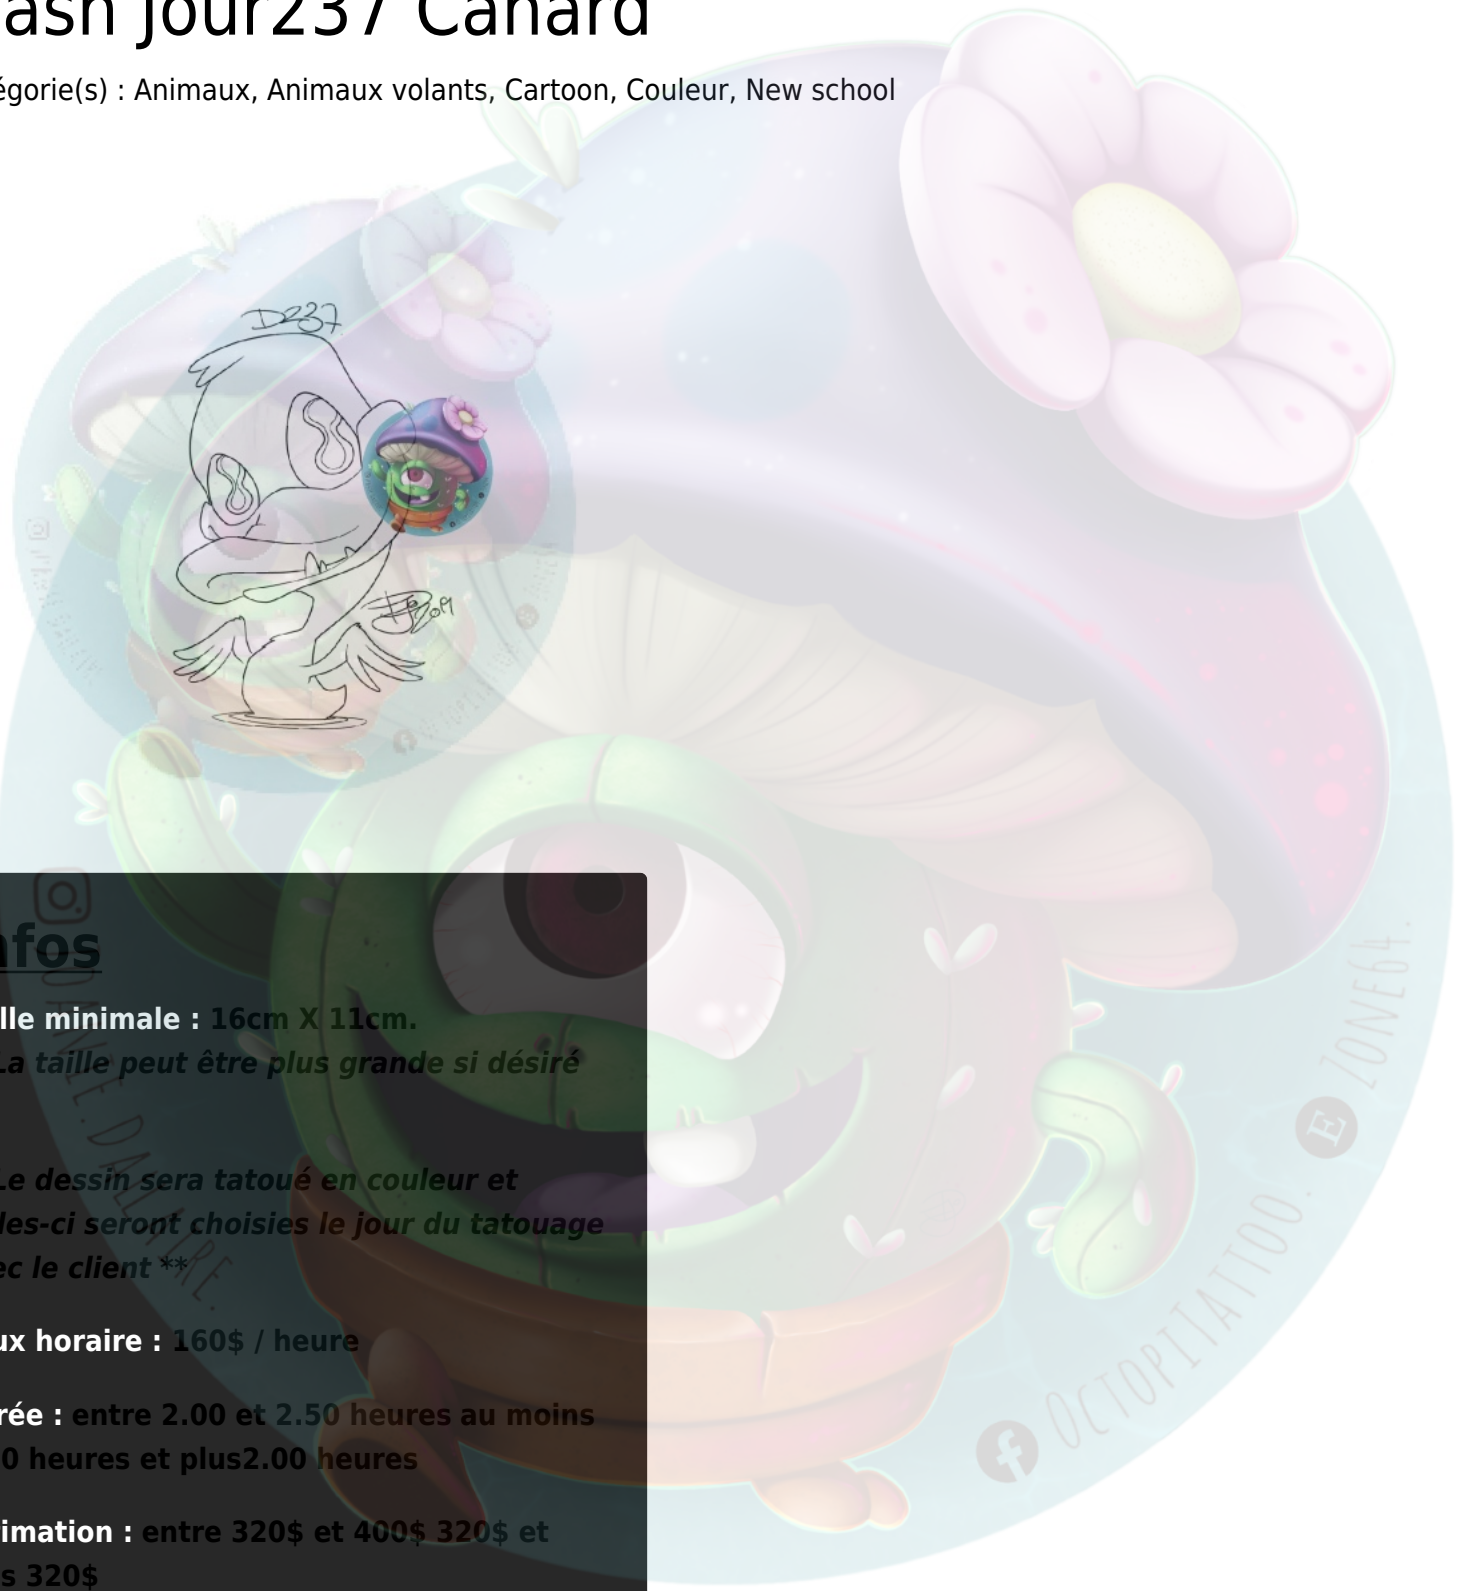 ash Jour237 Canard
égorie(s) : Animaux, Animaux volants, Cartoon, Couleur, New school
D237
nfos
lle minimale : 16cm X 11cm.
La taille peut être plus grande si désiré
Le dessin sera tatoué en couleur et
les-ci seront choisies le jour du tatouage
ec le client **
ux horaire : 160$ / heure
rée : entre 2.00 et 2.50 heures au moins
0 heures et plus2.00 heures
imation : entre 320$ et 400$ 320$ et
s 320$
DALLAIRE.
OCTOPITATTOO.
E ZONE64.